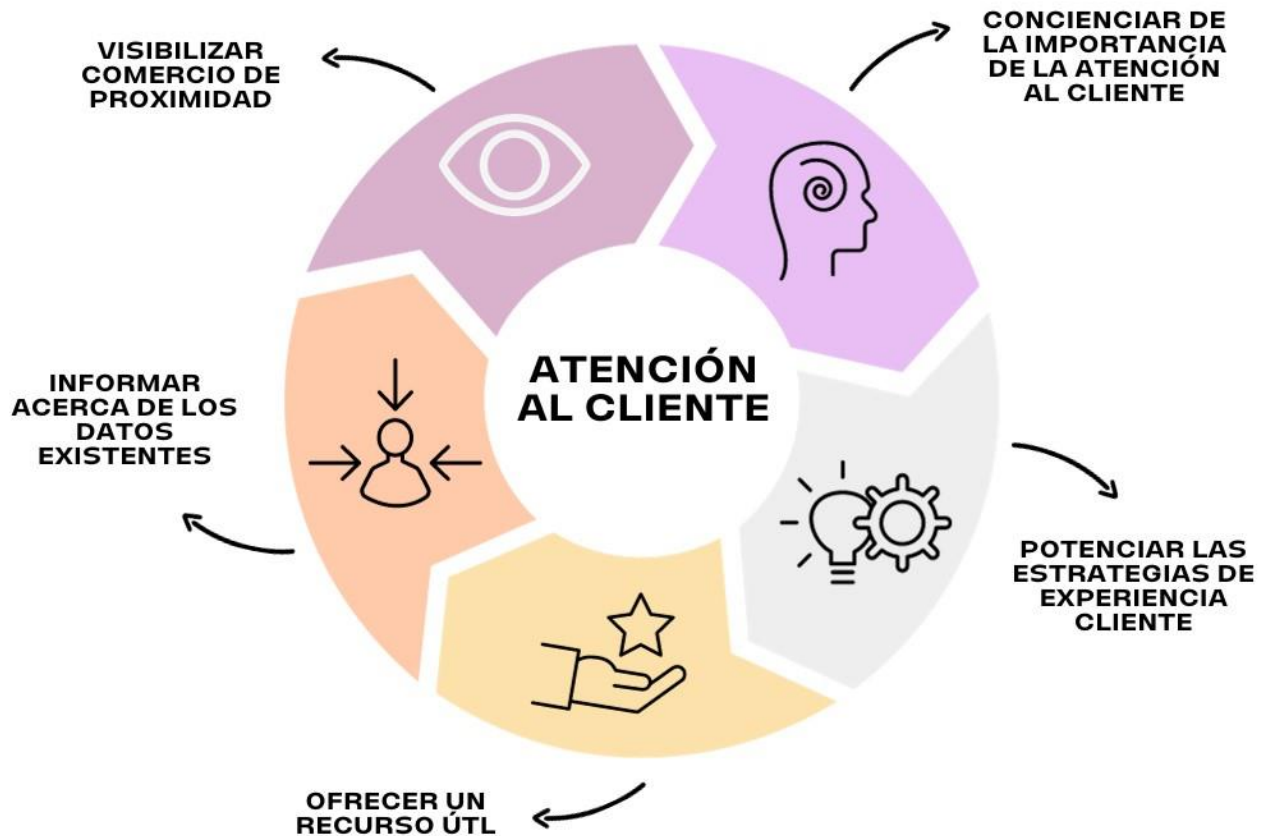 VISIBILIZAR
COMERCIO DE
PROXIMIDAD
CONCIENCIAR DE
LA IMPORTANCIA
DE LA ATENCIÓN
AL CLIENTE
ATENCIÓN
AL CLIENTE
INFORMAR
ACERCA DE LOS
DATOS
EXISTENTES
POTENCIAR LAS
ESTRATEGIAS DE
EXPERIENCIA
CLIENTE
OFRECER UN
RECURSO ÚTL